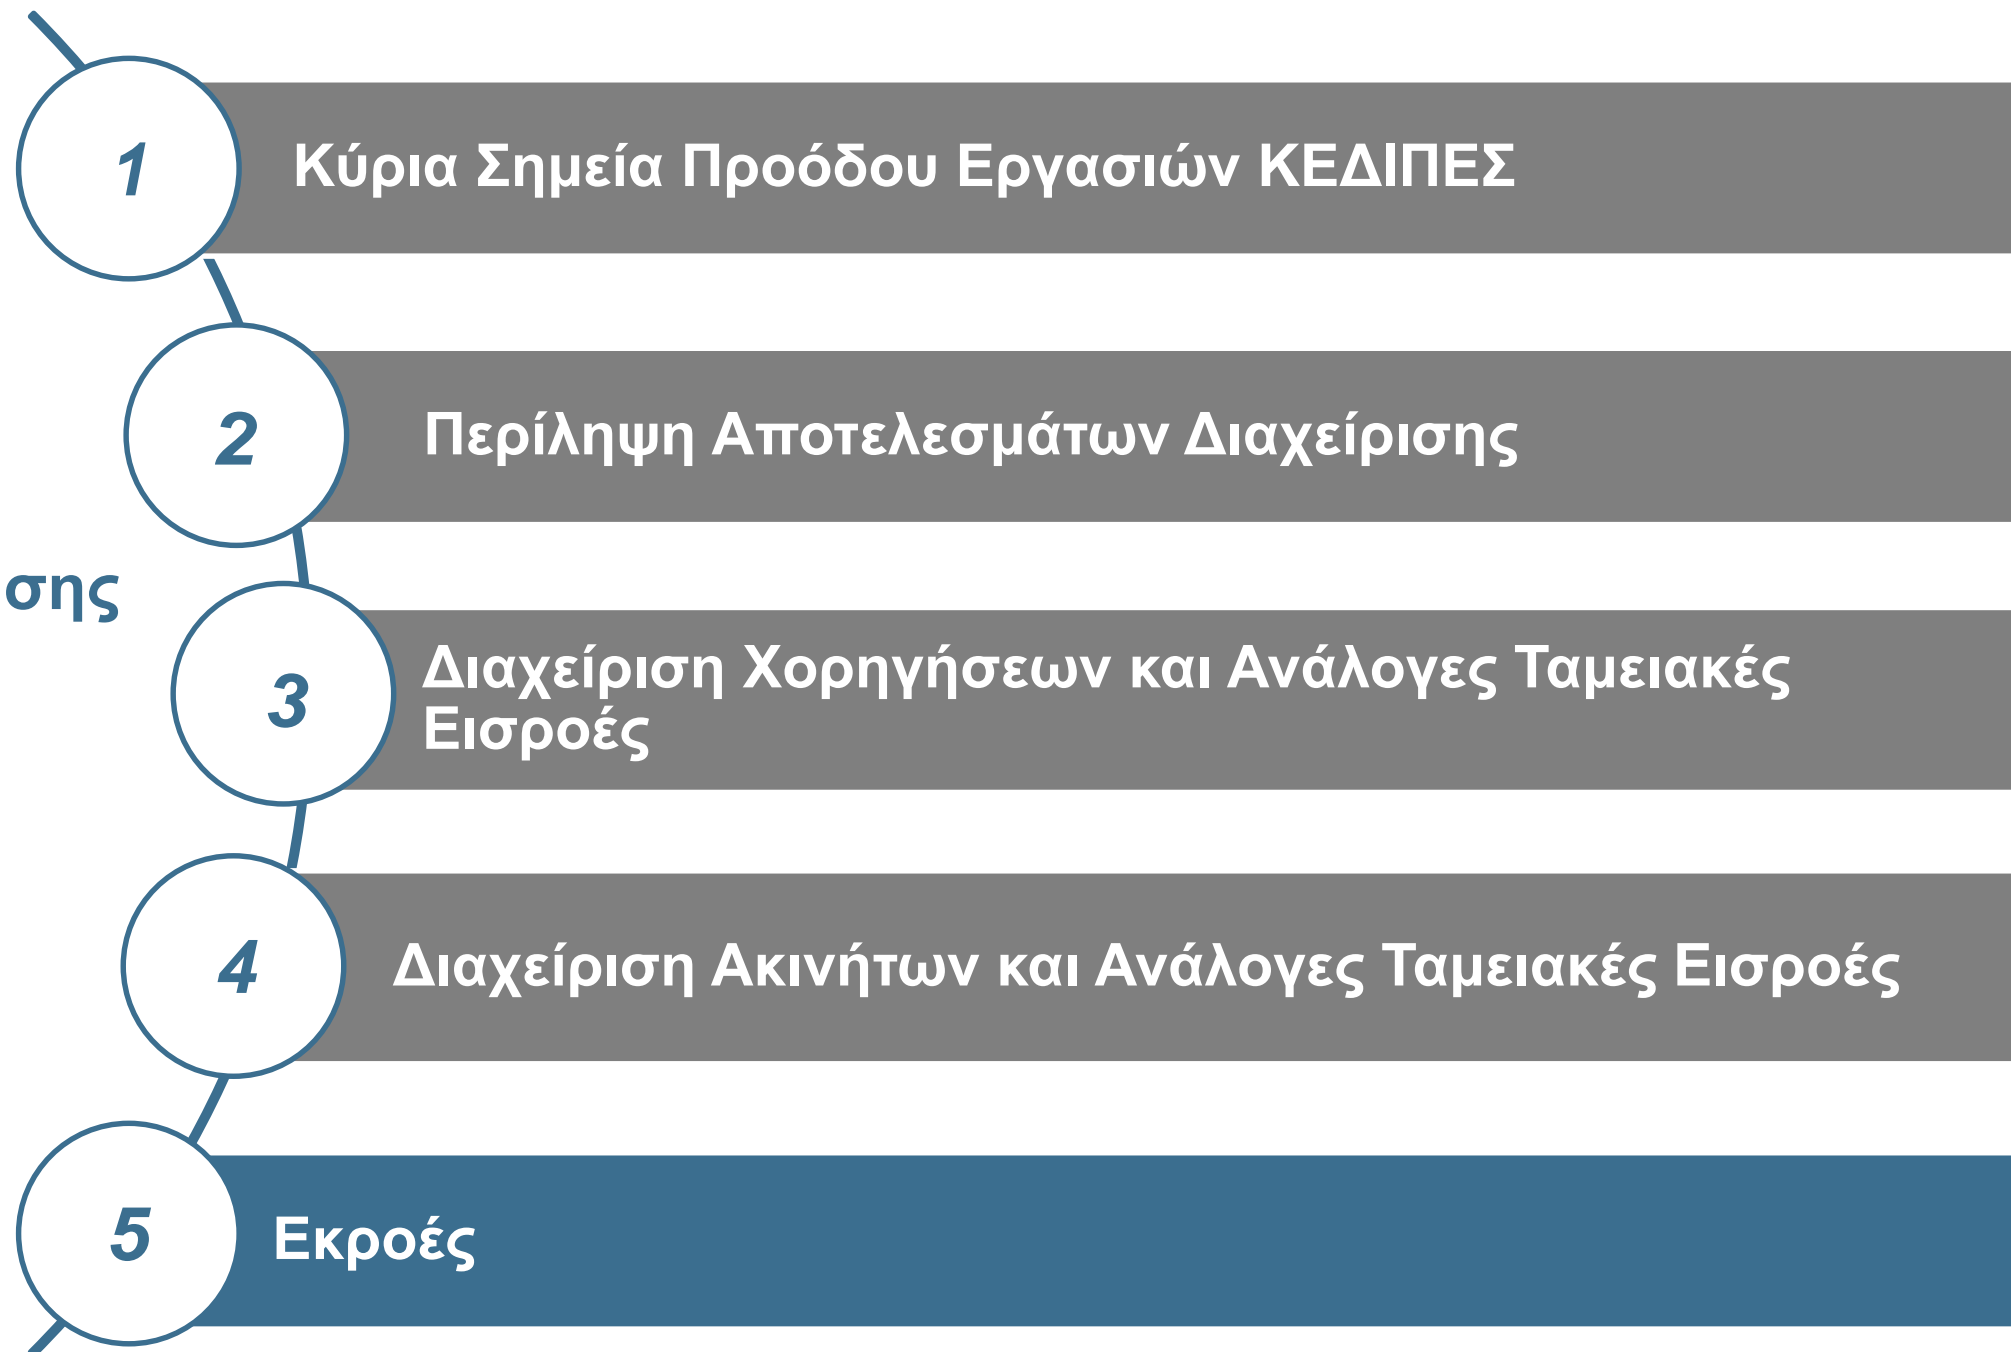 1
Κύρια Σημεία Προόδου Εργασιών ΚΕΔΙΠΕΣ
2
Περίληψη Αποτελεσμάτων Διαχείρισης
σης
3
Διαχείριση Χορηγήσεων και Ανάλογες Ταμειακές
Εισροές
4
Διαχείριση Ακινήτων και Ανάλογες Ταμειακές Εισροές
5
Εκροές